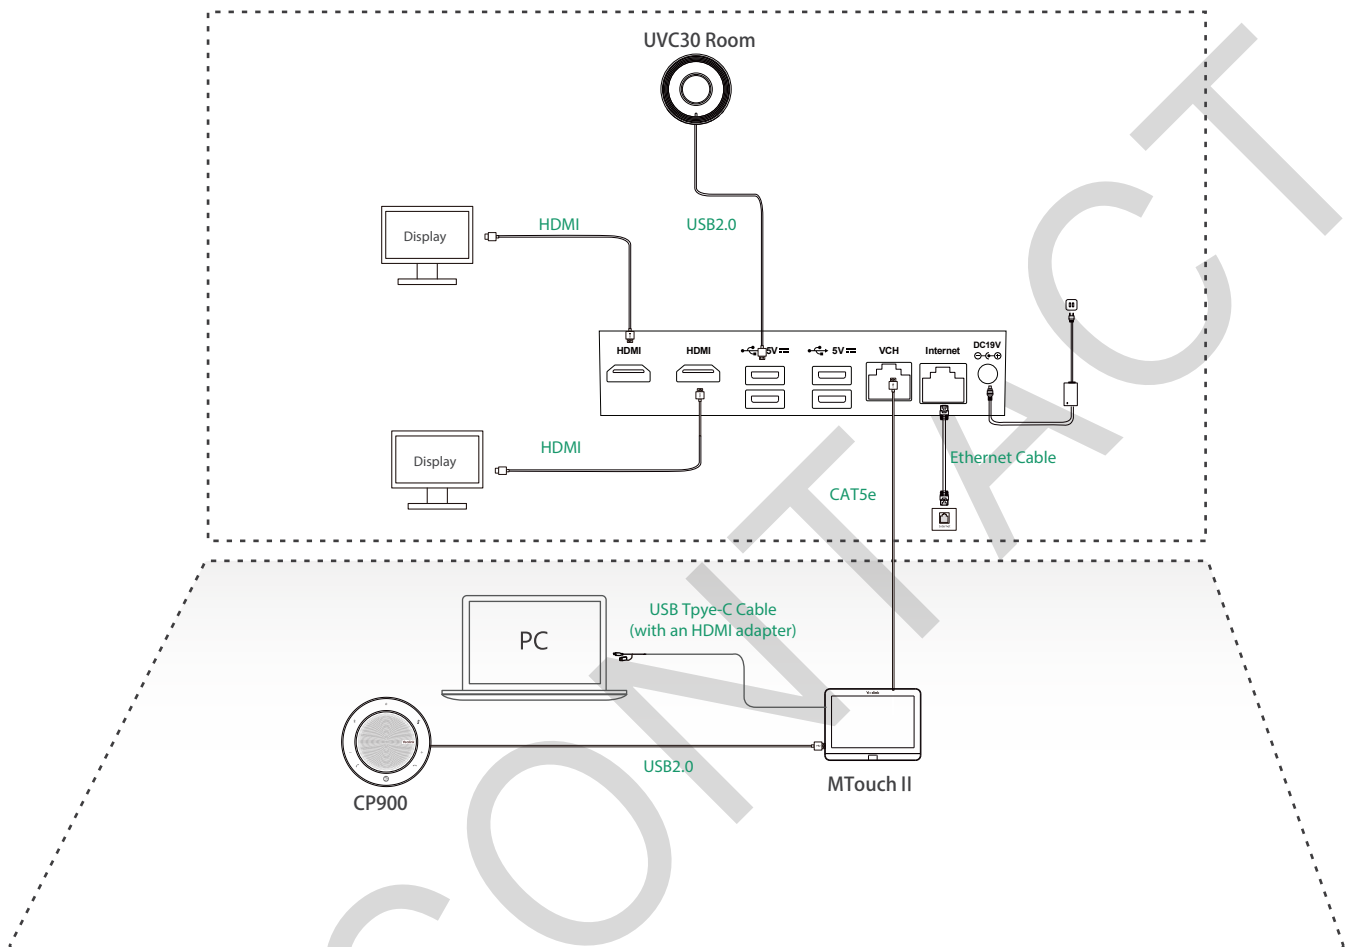 UVC30 Room
HDMI
USB2.0
Display
HDMI
HDMI
5V
5V
VCH
Internet
DC19V
Display
HDMI
CAT5e
Ethernet Cable
USB Tpye-C Cable
(with an HDMI adapter)
PC
USB2.0
MTouch II
CP900
CONTACT